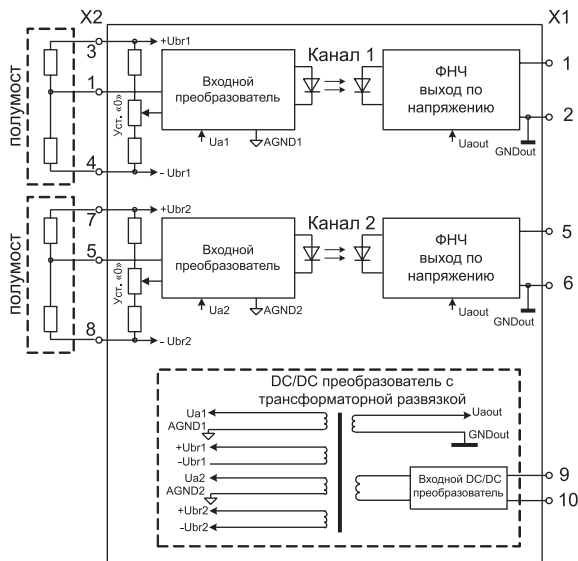 X2
X1
3
+Ubr1
Канал 1
1
полумост
1
Уст. «0»
Входной
преобразователь
ФНЧ
выход по
напряжению
2
4
Ua1
AGND1
Uaout
GNDout
- Ubr1
7
+Ubr2
Канал 2
5
полумост
5
Уст. «0»
Входной
преобразователь
ФНЧ
выход по
напряжению
6
8
Ua2
AGND2
Uaout
GNDout
- Ubr2
DC/DC преобразователь с
трансформаторной развязкой
Ua1
AGND1
Uaout
GNDout
+Ubr1
-Ubr1
Ua2
AGND2
+Ubr2
-Ubr2
Входной DC/DC
преобразователь
9
10